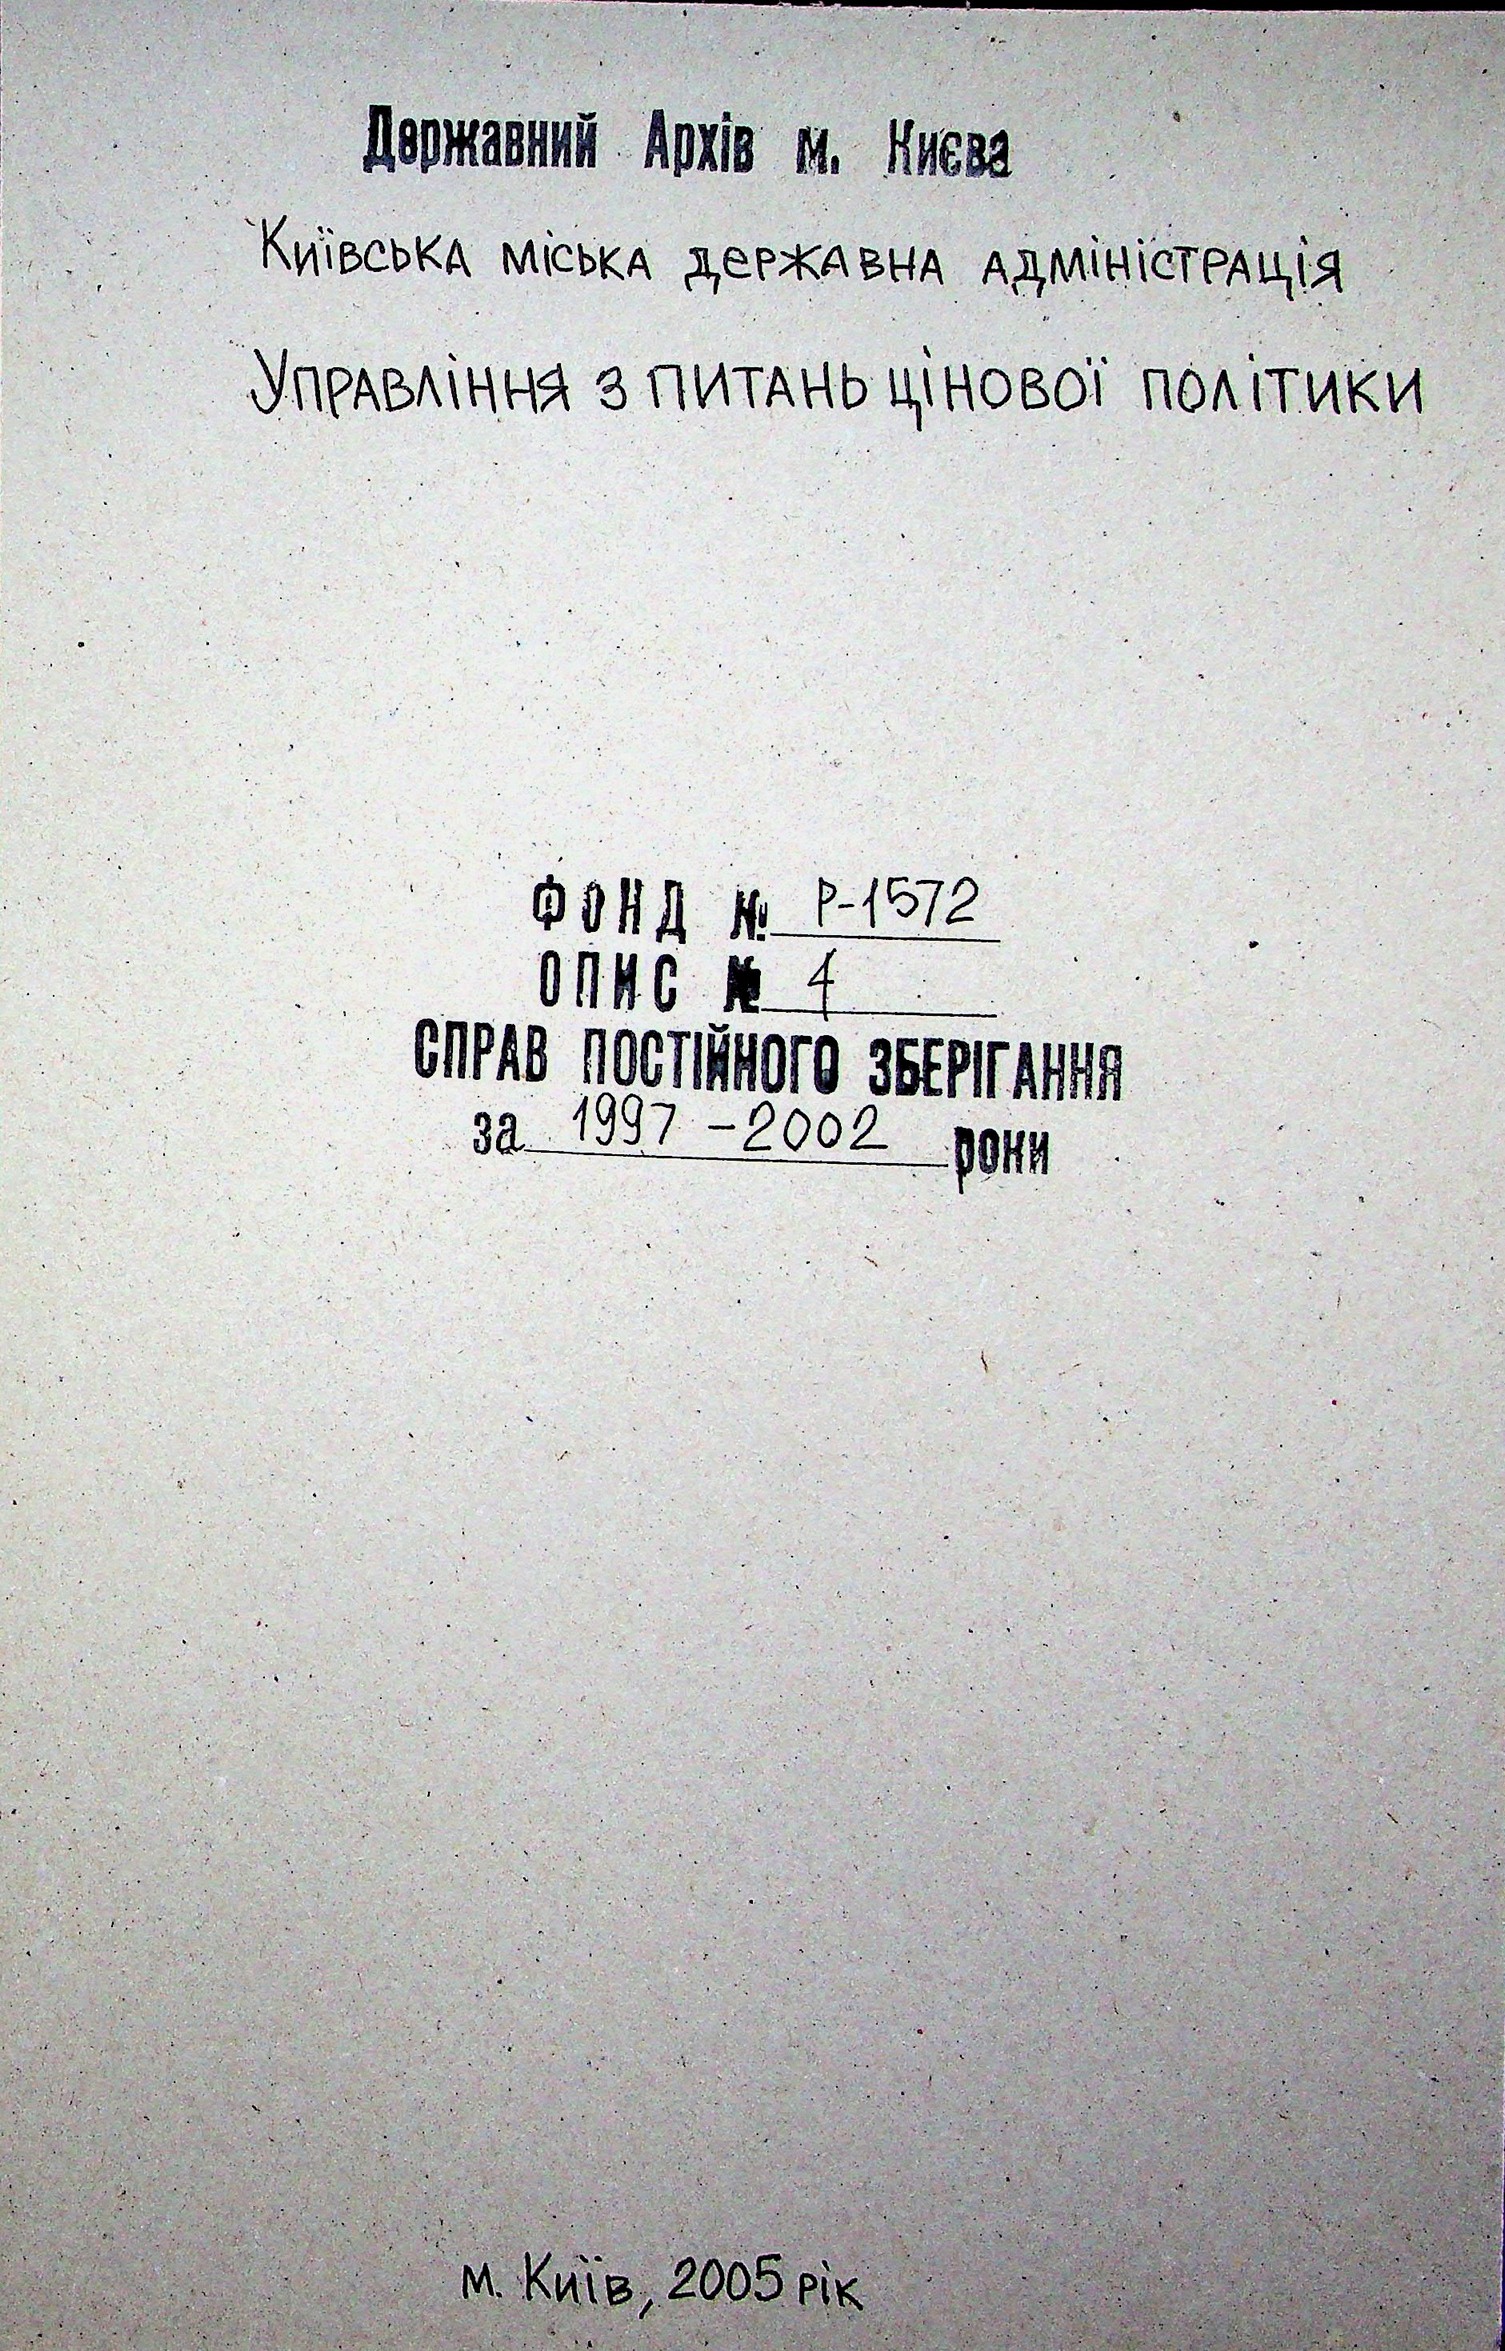 Державний Архів м. Києва
Київська міська державна адміністрація
Управління з питань цінової політики
ФОНД № Р-1572
ОПИС № 4
СПРАВ ПОСТІЙНОГО ЗБЕРІГАННЯ
за 1997-2002 роки
м. Київ, 2005 рік